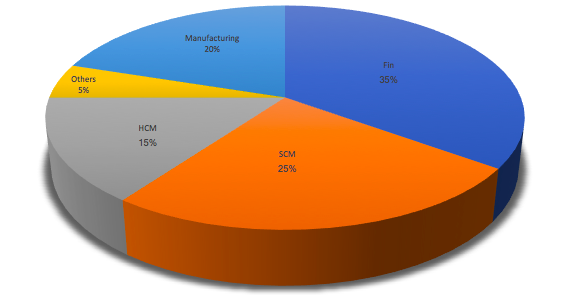 Manufacturing
20%
Fin
35%
Others
5%
HCM
15%
SCM
25%